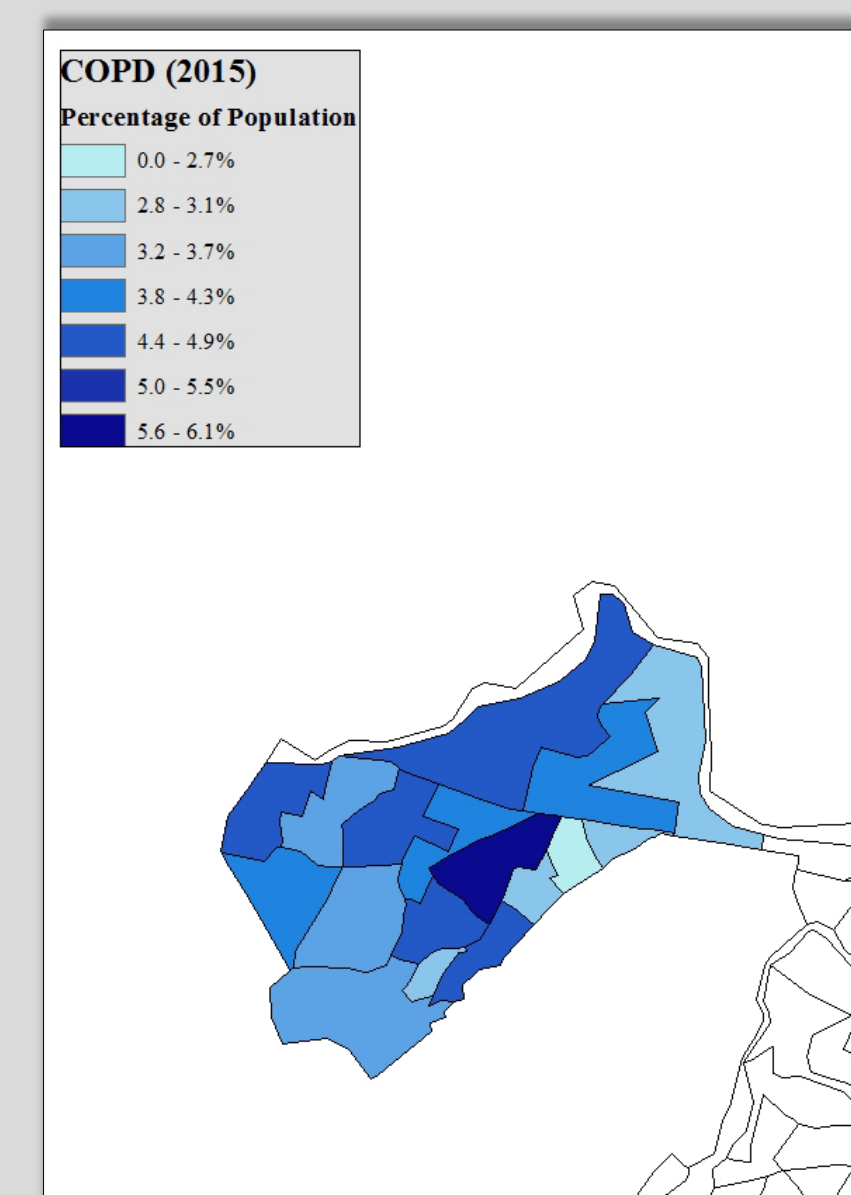 COPD (2015)
Percentage of Population
0.0 - 2.7%
2.8 - 3.1%
3.2 - 3.7%
3.8 - 4.3%
4.4 - 4.9%
5.0 - 5.5%
5.6 - 6.1%